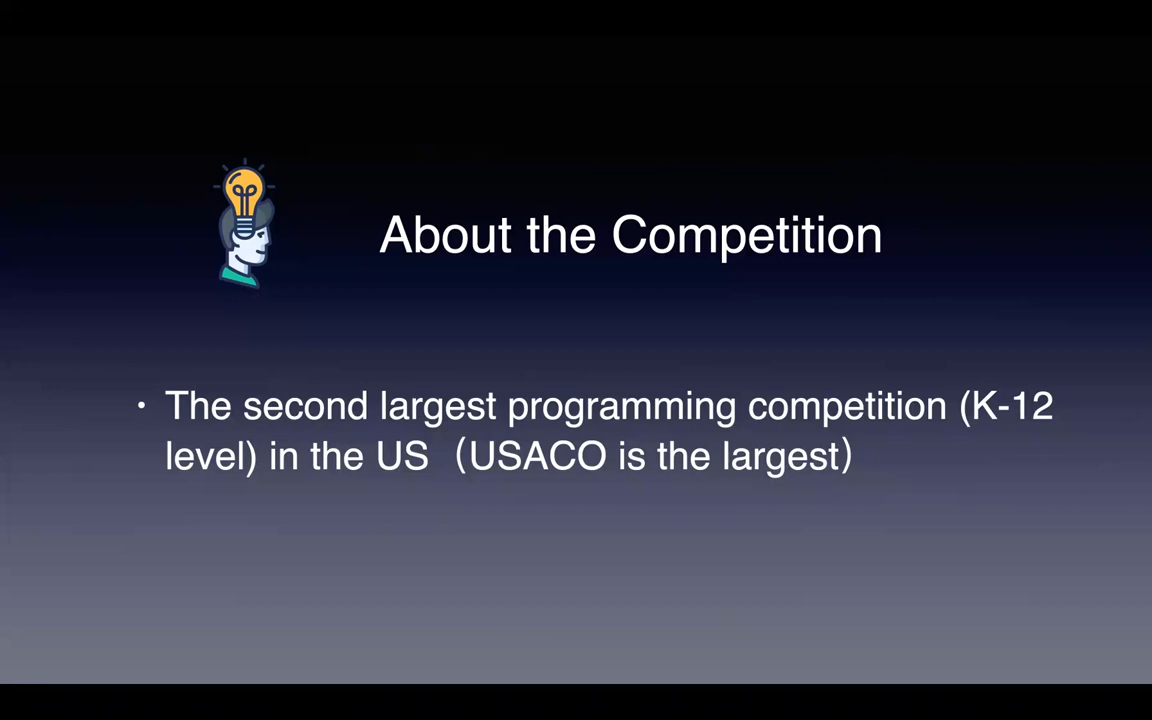 About the Competition
• The second largest programming competition (K-12
level) in the US（USACO is the largest）